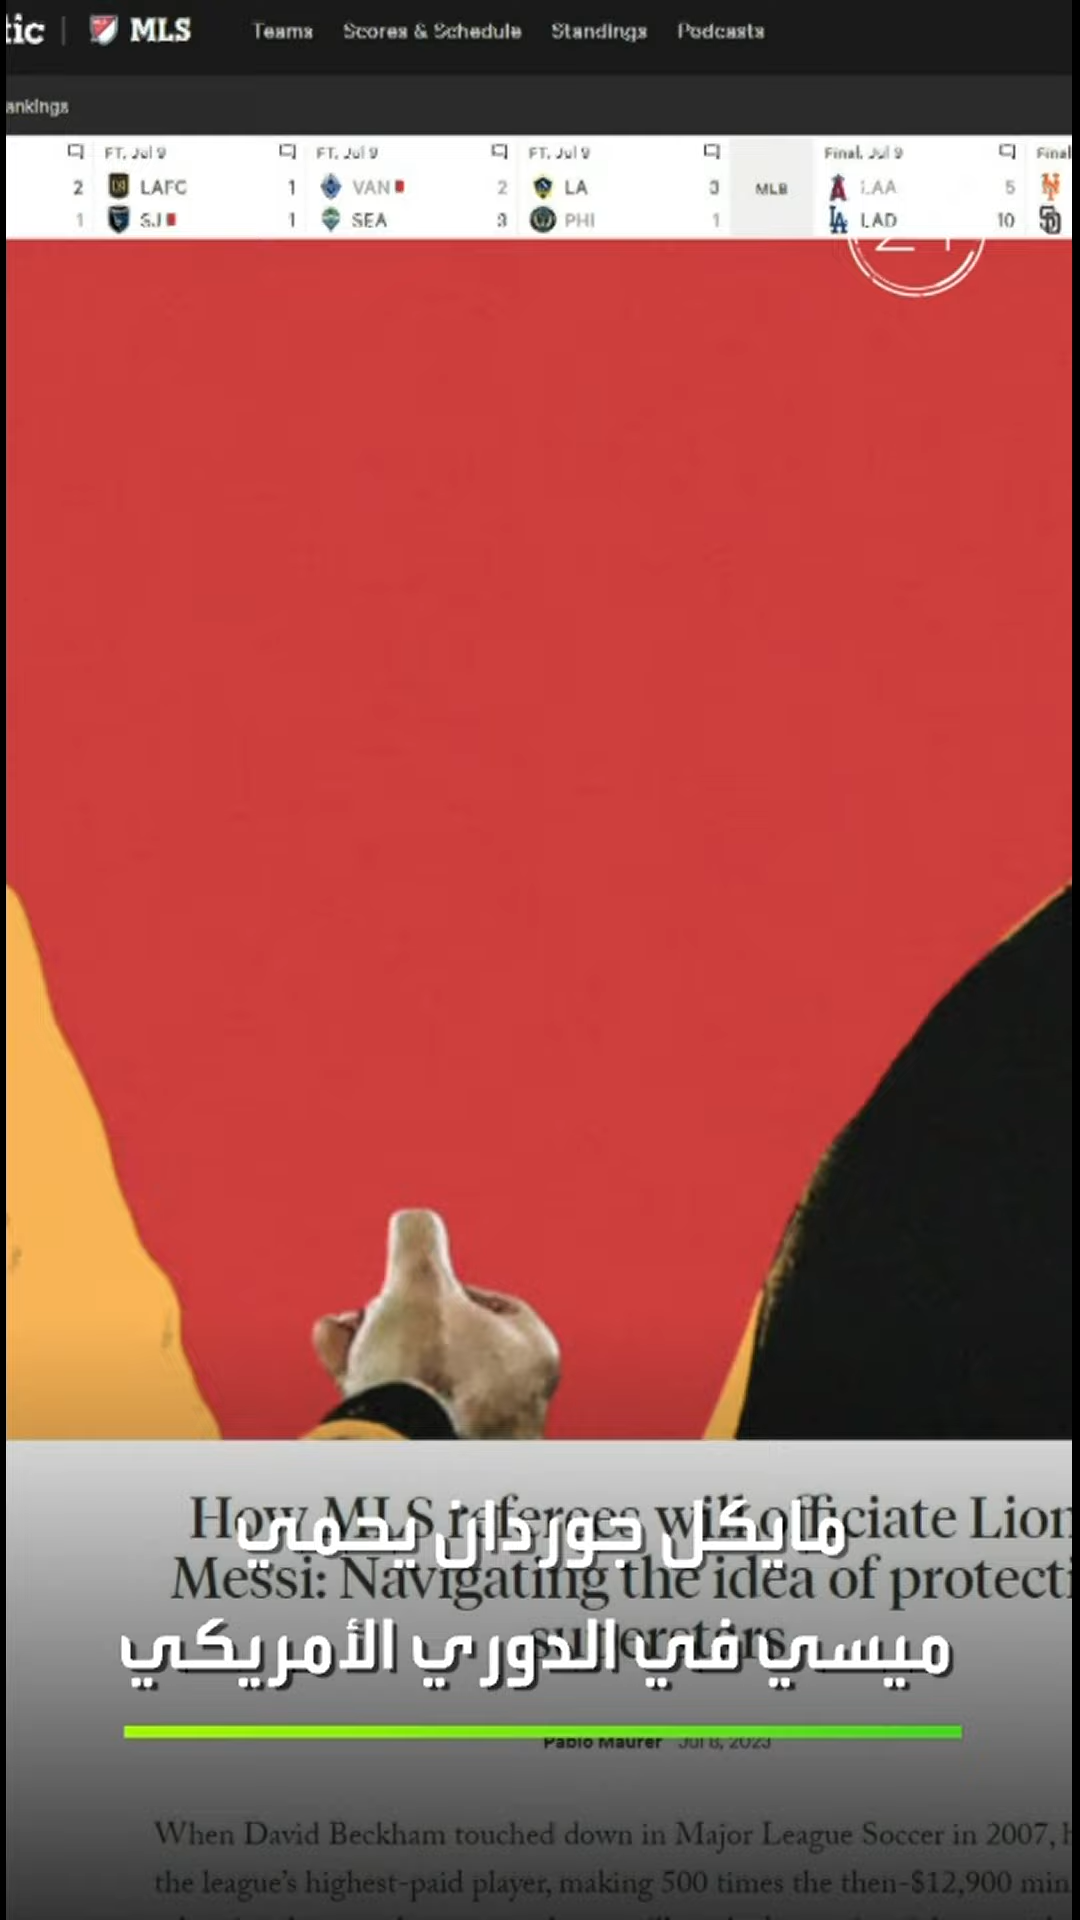 tic | MLS Teams Scores & Schedule Standings Podcasts
ankings
FT, Jul 9 FT, Jul 9 FT, Jul 9 Final, Jul 9 Final
2 LAFC 1 VAN 2 LA 3 MLB LAA 5
1 SJ 1 SEA 3 PHI 1 LAD 10
How MLS referees will officiate Lion
مايكل جوردان يحمي
Messi: Navigating the idea of protecti
superstars
ميسي في الدوري الأمريكي
Pablo Maurer Jul 8, 2023
When David Beckham touched down in Major League Soccer in 2007, h
the league's highest-paid player, making 500 times the then-$12,900 min